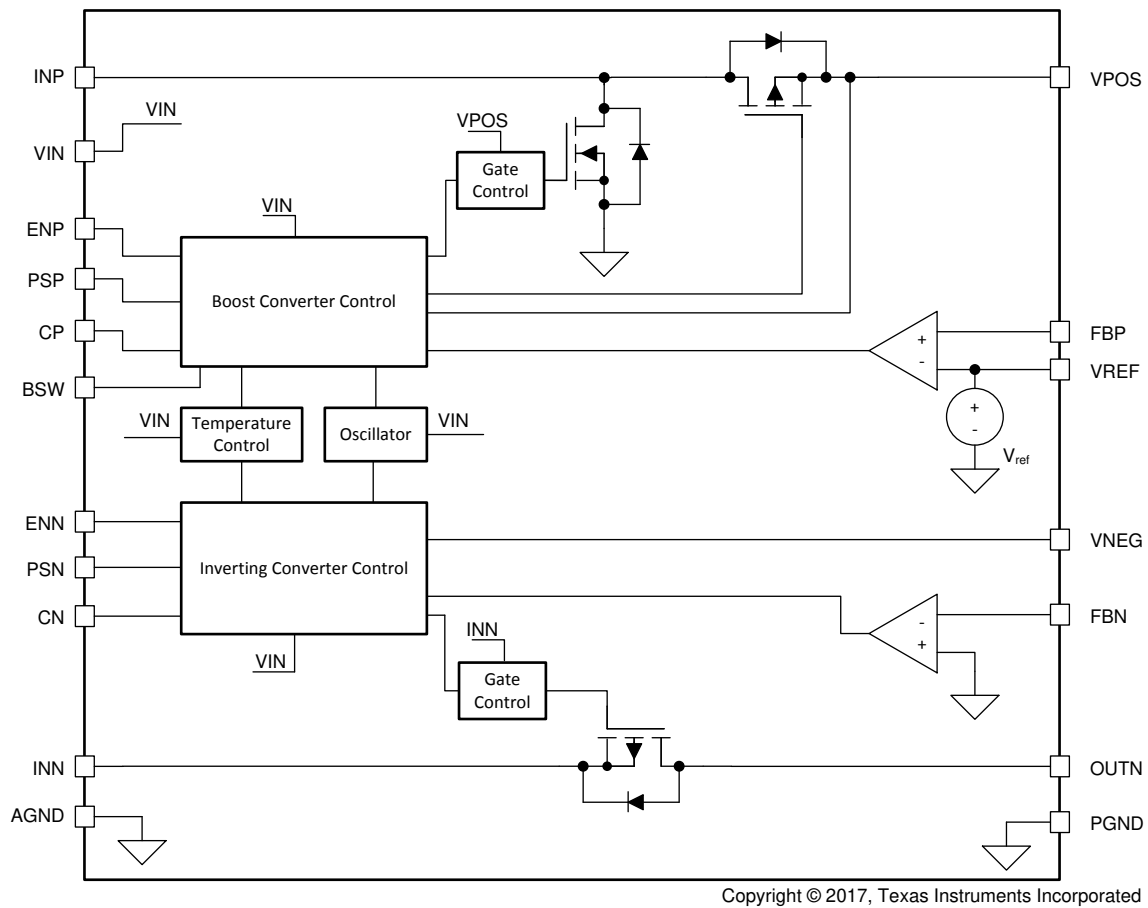 INP
VPOS
VIN
VIN
VPOS
Gate
Control
VIN
ENP
PSP
Boost Converter Control
CP
+
-
FBP
VREF
BSW
VIN
Temperature
Control
Oscillator
VIN
+
-
Vref
ENN
VNEG
PSN
Inverting Converter Control
CN
-
+
FBN
INN
VIN
Gate
Control
INN
OUTN
AGND
PGND
Copyright © 2017, Texas Instruments Incorporated